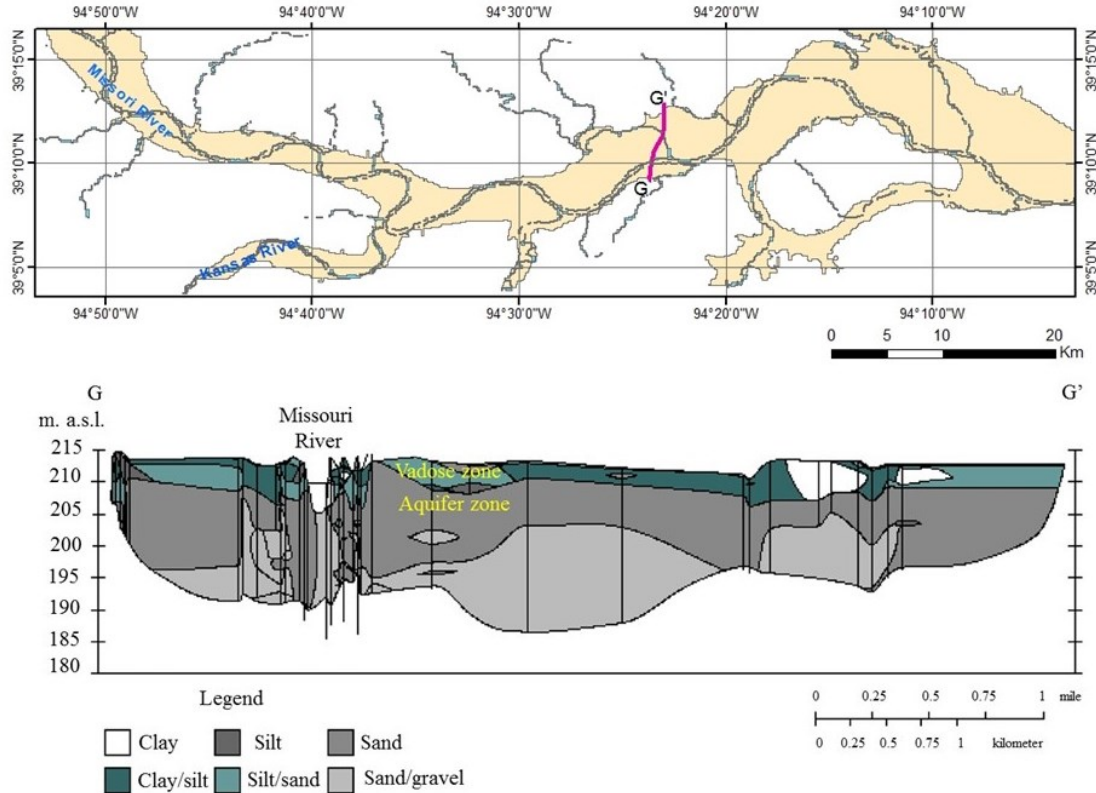 94°50'0"W 94°40'0"W 94°30'0"W 94°20'0"W 94°10'0"W
39°15'0"N 39°15'0"N
Missori River
G'
39°10'0"N 39°10'0"N
G
Kansas River
39°5'0"N 39°5'0"N
94°50'0"W 94°40'0"W 94°30'0"W 94°20'0"W 94°10'0"W
0 5 10 20
Km
G G'
m. a.s.l.
Missouri
River
215
Vadose zone
210
Aquifer zone
205
200
195
190
185
180
Legend
0 0.25 0.5 0.75 1 mile
0 0.25 0.5 0.75 1 kilometer
Clay Silt Sand
Clay/silt Silt/sand Sand/gravel